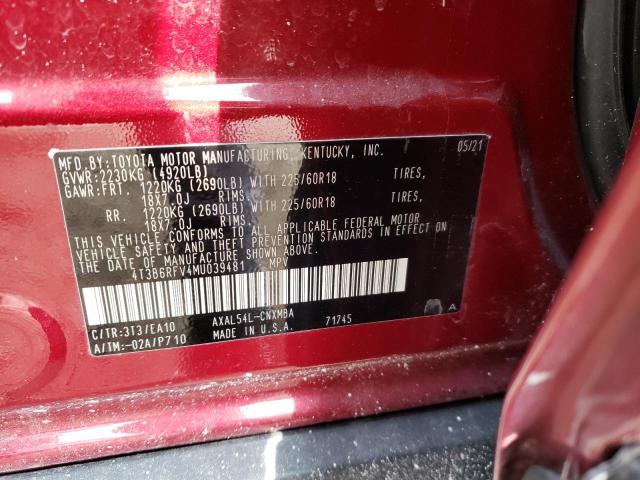 MFD. BY: TOYOTA MOTOR MANUFACTURING, KENTUCKY, INC. 05/21
GVWR: 2230KG (4920LB)
GAWR: FRT. 1220KG (2690LB) WITH 225/60R18 TIRES,
18X7.0J RIMS,
RR. 1220KG (2690LB) WITH 225/60R18 TIRES,
18X7.0J RIMS,
THIS VEHICLE CONFORMS TO ALL APPLICABLE FEDERAL MOTOR
VEHICLE SAFETY AND THEFT PREVENTION STANDARDS IN EFFECT
ON THE DATE OF MANUFACTURE SHOWN ABOVE.
4T3B6RFV4MU039481 MPV
C/TR: 3T3/EA10 AXAL54L-CNXMBA 71745
A/TM: -02A/P710 MADE IN U.S.A. A